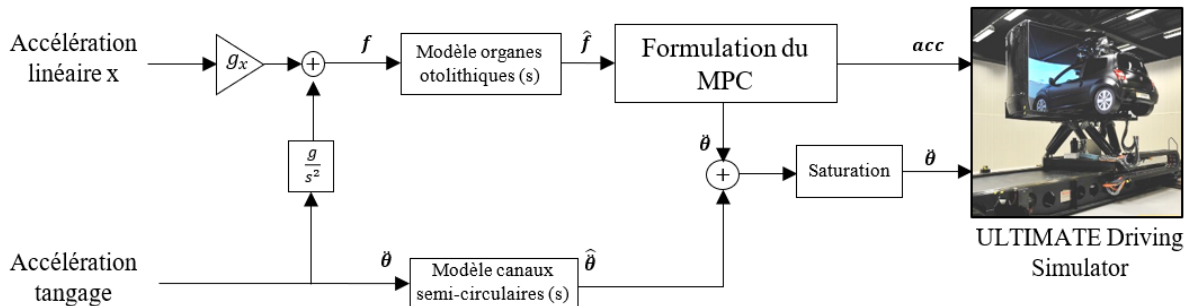 Accélération
linéaire x
g_x
+
f
Modèle organes
otolithiques (s)
f̂
Formulation du
MPC
acc
g
s²
θ̈
+
Saturation
θ̈
Accélération
tangage
θ̈
Modèle canaux
semi-circulaires (s)
θ̈̂
ULTIMATE Driving
Simulator